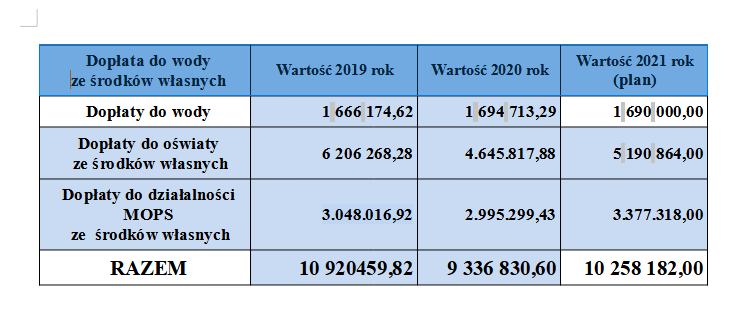 Dopłata do wody
ze środków własnych
Wartość 2019 rok
Wartość 2020 rok
Wartość 2021 rok
(plan)
Dopłaty do wody
1 666 174,62
1 694 713,29
1 690 000,00
Dopłaty do oświaty
ze środków własnych
6 206 268,28
4.645.817,88
5 190 864,00
Dopłaty do działalności
MOPS
ze środków własnych
3.048.016,92
2.995.299,43
3.377.318,00
RAZEM
10 920459,82
9 336 830,60
10 258 182,00